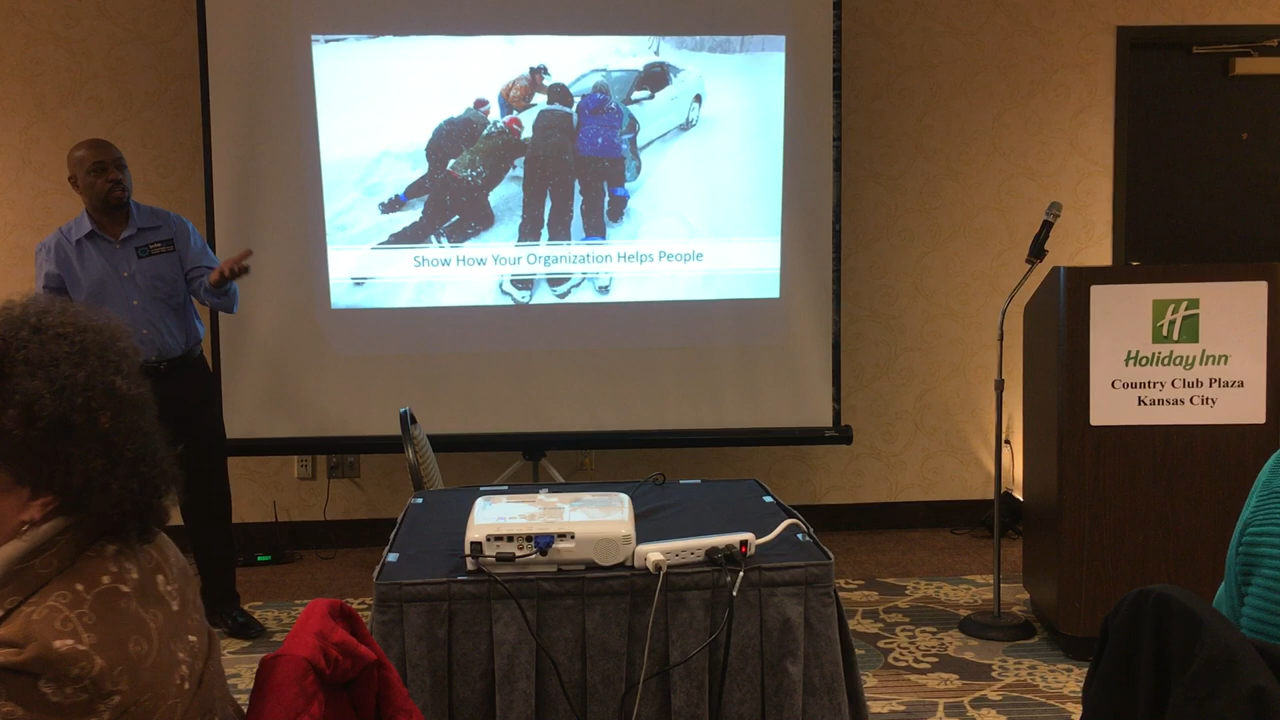 Show How Your Organization Helps People
H
Holiday Inn
Country Club Plaza
Kansas City